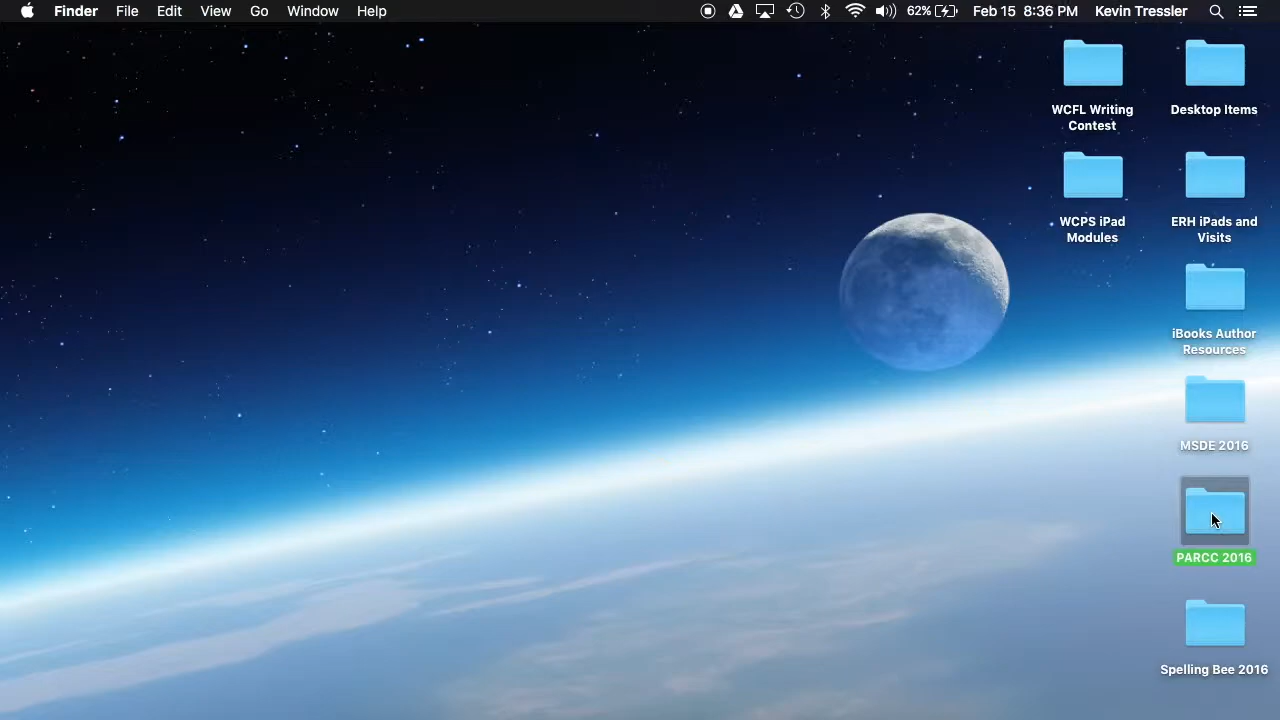 Finder File Edit View Go Window Help 62% Feb 15 8:36 PM Kevin Tressler
WCFL Writing
Contest
Desktop Items
WCPS iPad
Modules
ERH iPads and
Visits
iBooks Author
Resources
MSDE 2016
PARCC 2016
Spelling Bee 2016